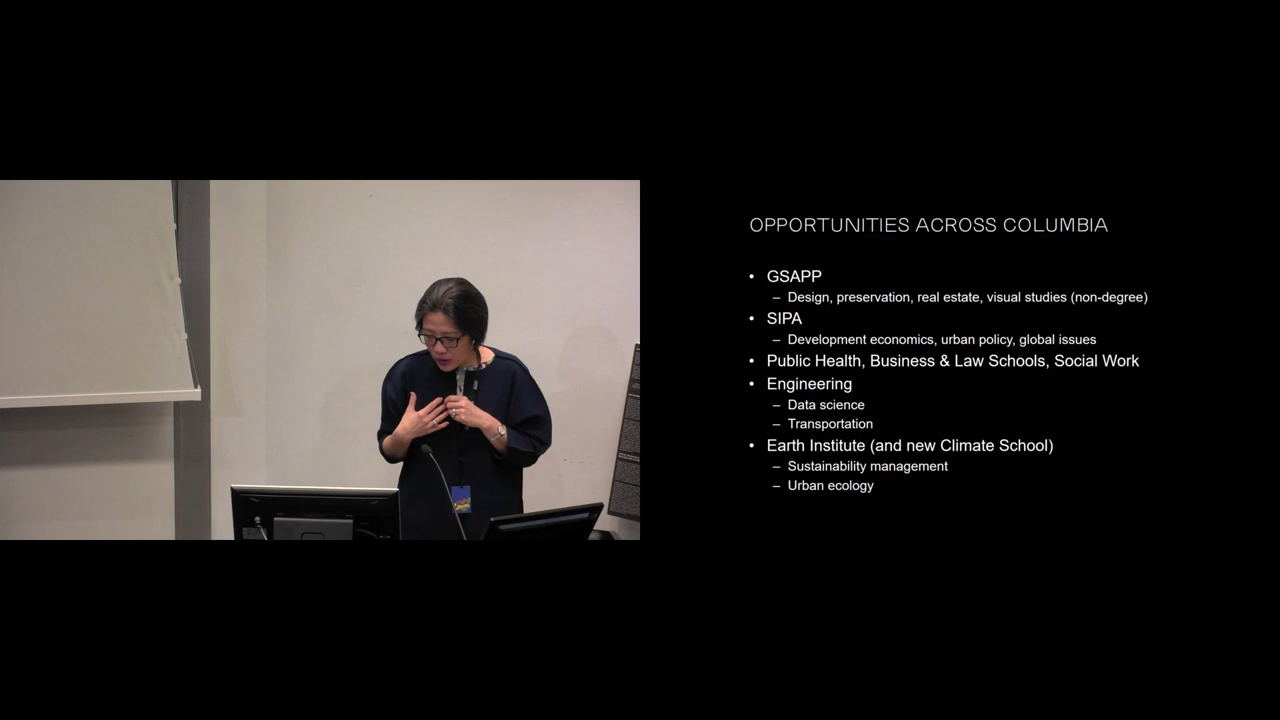 OPPORTUNITIES ACROSS COLUMBIA
• GSAPP
– Design, preservation, real estate, visual studies (non-degree)
• SIPA
– Development economics, urban policy, global issues
• Public Health, Business & Law Schools, Social Work
• Engineering
– Data science
– Transportation
• Earth Institute (and new Climate School)
– Sustainability management
– Urban ecology